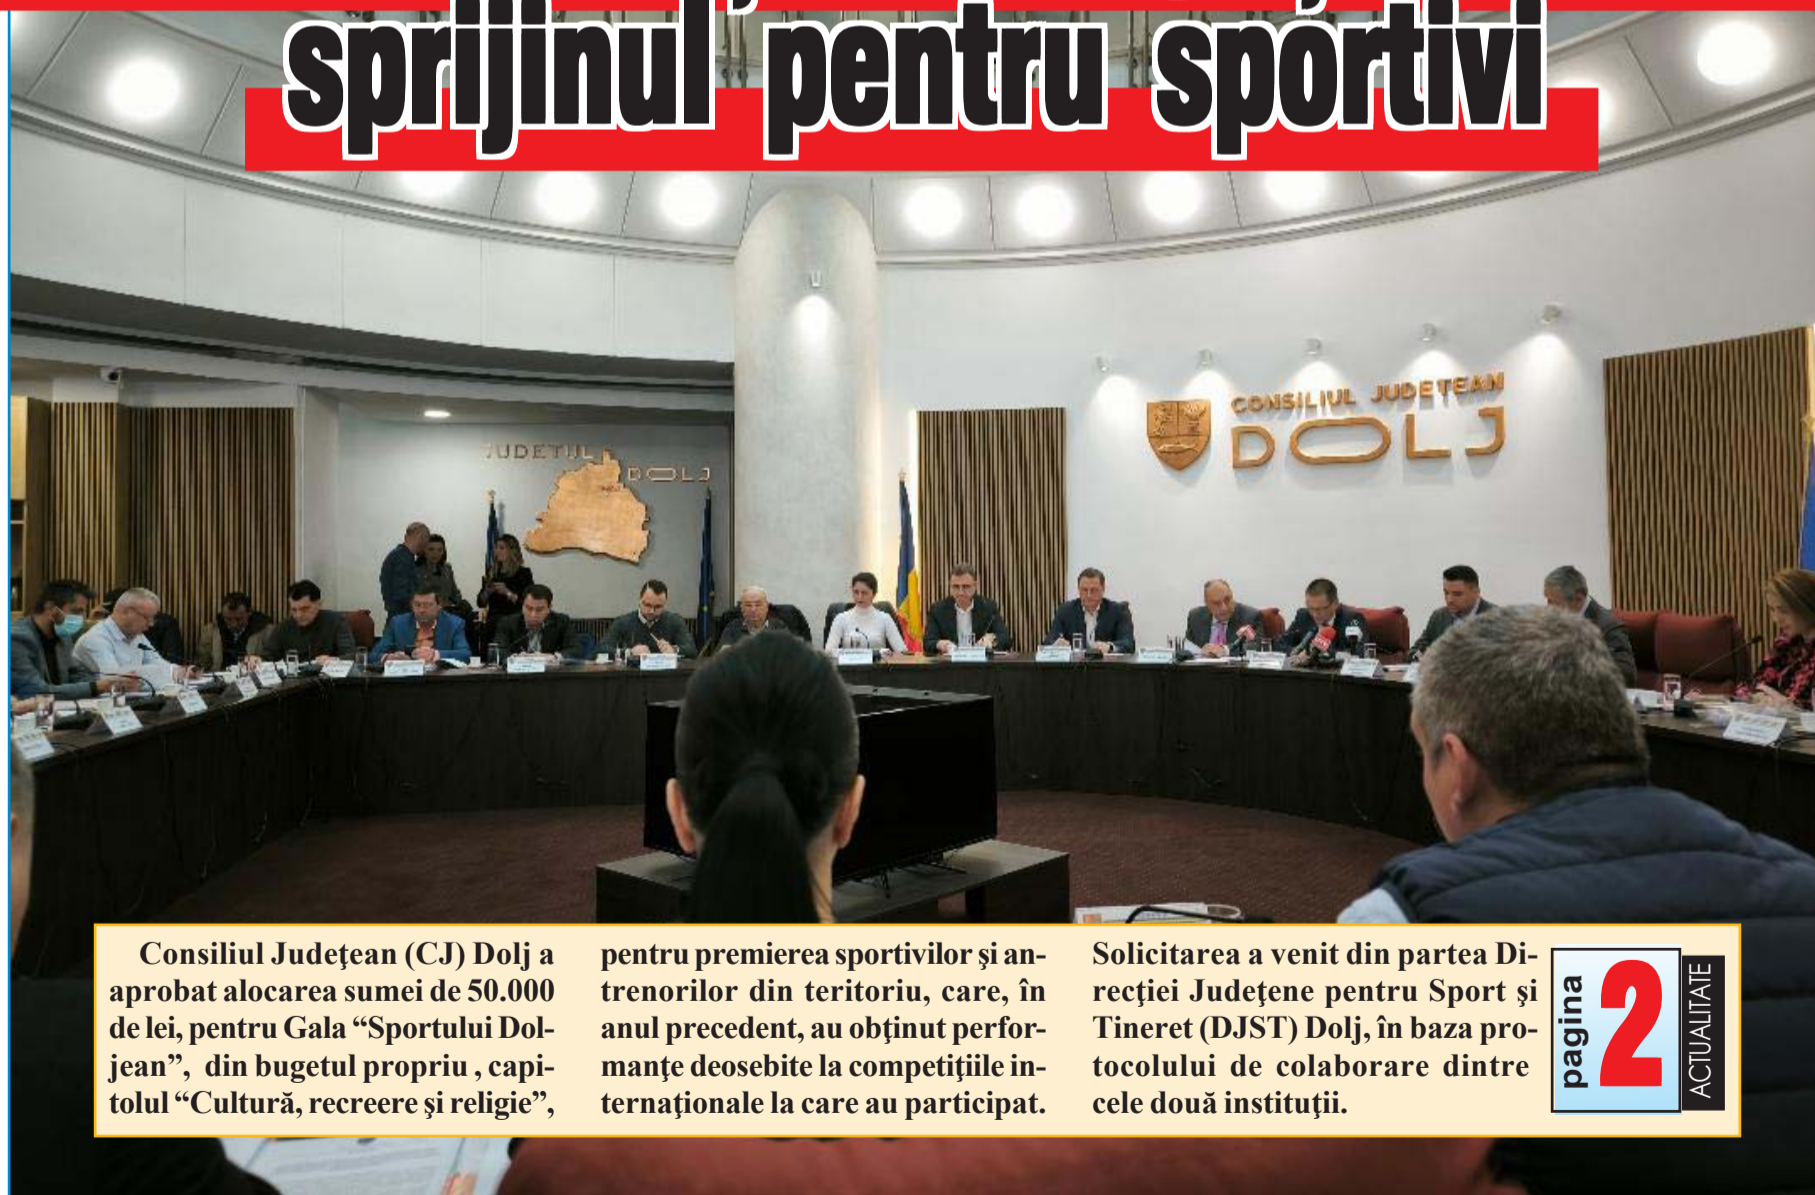 sprijinul pentru sportivi
CONSILIUL JUDEȚEAN
DOLJ
JUDEȚUL
DOLJ
Consiliul Judeţean (CJ) Dolj a
aprobat alocarea sumei de 50.000
de lei, pentru Gala “Sportului Dol-
jean”, din bugetul propriu , capi-
tolul “Cultură, recreere şi religie”,
pentru premierea sportivilor şi an-
trenorilor din teritoriu, care, în
anul precedent, au obţinut perfor-
manţe deosebite la competiţiile in-
ternaţionale la care au participat.
Solicitarea a venit din partea Di-
recţiei Judeţene pentru Sport şi
Tineret (DJST) Dolj, în baza pro-
tocolului de colaborare dintre
cele două instituţii.
pagina
2
ACTUALITATE